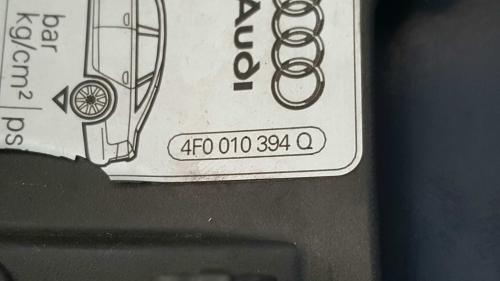 bar
kg/cm²
ps
Audi
4F0 010 394 Q